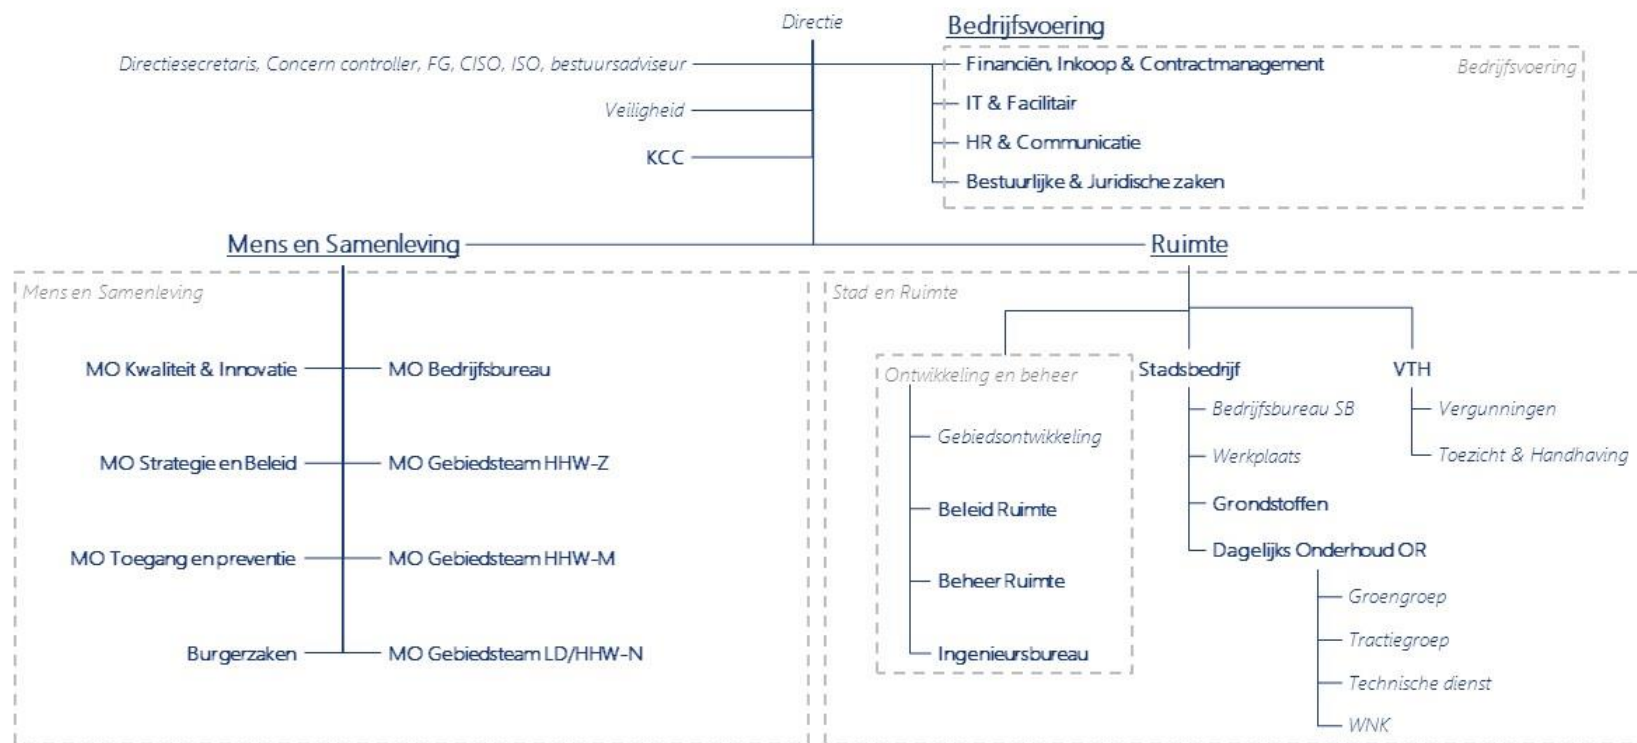 Directie
Bedrijfsvoering
Directiesecretaris, Concern controller, FG, CISO, ISO, bestuursadviseur
Financiën, Inkoop & Contractmanagement
Bedrijfsvoering
Veiligheid
IT & Facilitair
HR & Communicatie
KCC
Bestuurlijke & Juridische zaken
Mens en Samenleving
Ruimte
Mens en Samenleving
Stad en Ruimte
MO Kwaliteit & Innovatie
MO Bedrijfsbureau
MO Strategie en Beleid
MO Gebiedsteam HHW-Z
MO Toegang en preventie
MO Gebiedsteam HHW-M
Burgerzaken
MO Gebiedsteam LD/HHW-N
Ontwikkeling en beheer
Gebiedsontwikkeling
Beleid Ruimte
Beheer Ruimte
Ingenieursbureau
Stadsbedrijf
Bedrijfsbureau SB
Werkplaats
Grondstoffen
Dagelijks Onderhoud OR
Groengroep
Tractiegroep
Technische dienst
WNK
VTH
Vergunningen
Toezicht & Handhaving